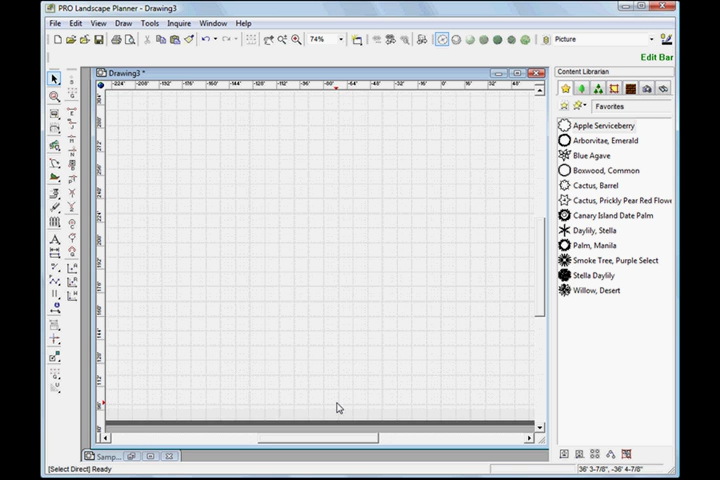 PRO Landscape Planner - Drawing3
File Edit View Draw Tools Inquire Window Help
74% Picture
Edit Bar
Drawing3 *
Content Librarian
Favorites
Apple Serviceberry
Arborvitae, Emerald
Blue Agave
Boxwood, Common
Cactus, Barrel
Cactus, Prickly Pear Red Flowe
Canary Island Date Palm
Daylily, Stella
Palm, Manila
Smoke Tree, Purple Select
Stella Daylily
Willow, Desert
Samp...
[Select Direct] Ready
36' 3-7/8", -36' 4-7/8"